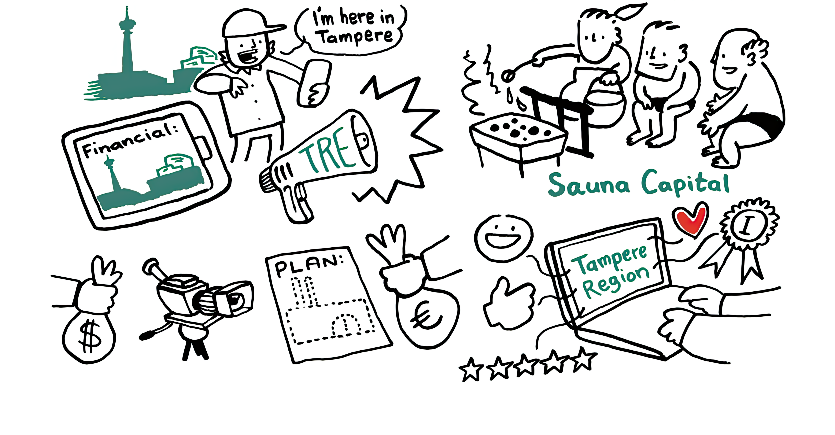 I'm here in
Tampere
Financial:
TRE
Sauna Capital
$
PLAN:
€
Tampere
Region
I